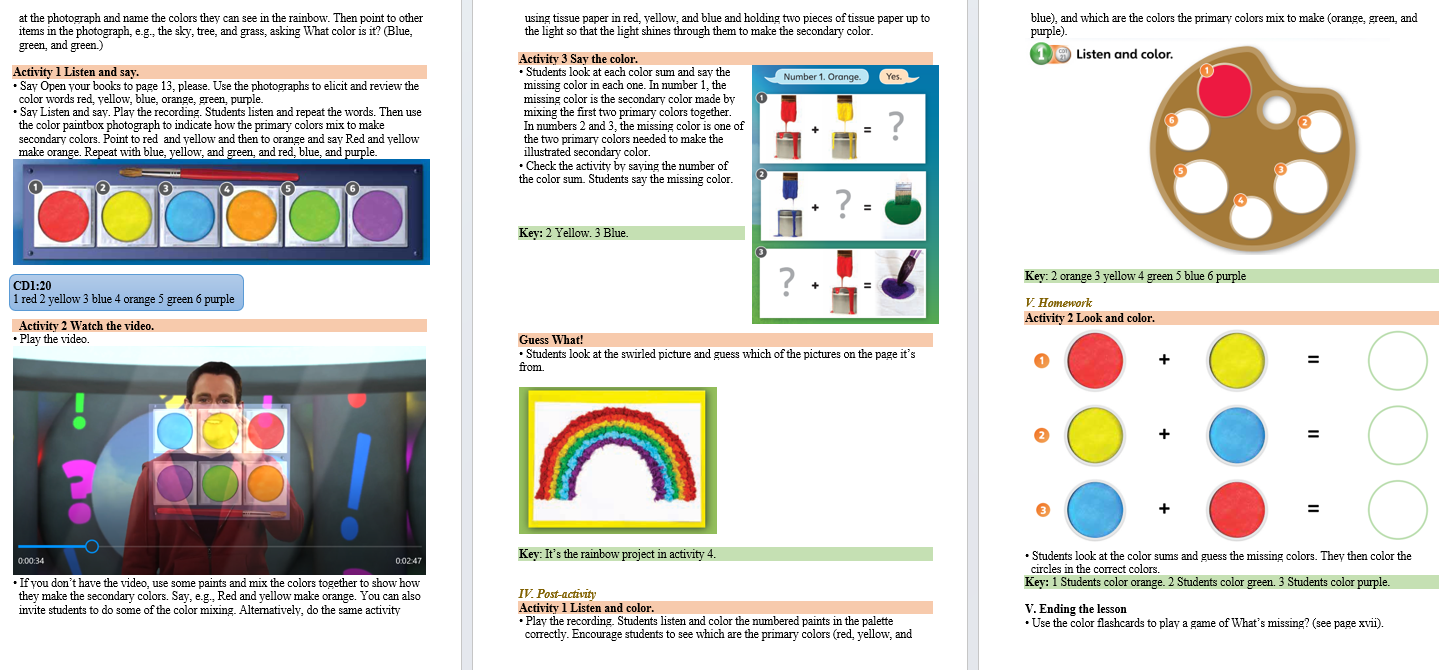 at the photograph and name the colors they can see in the rainbow. Then point to other
items in the photograph, e.g., the sky, tree, and grass, asking What color is it? (Blue,
green, and green.)
Activity 1 Listen and say.
• Say Open your books to page 13, please. Use the photographs to elicit and review the
color words red, yellow, blue, orange, green, purple.
• Say Listen and say. Play the recording. Students listen and repeat the words. Then use
the color paintbox photograph to indicate how the primary colors mix to make
secondary colors. Point to red and yellow and then to orange and say Red and yellow
make orange. Repeat with blue, yellow, and green, and red, blue, and purple.
1 2 3 4 5 6
CD1:20
1 red 2 yellow 3 blue 4 orange 5 green 6 purple
Activity 2 Watch the video.
• Play the video.
0:00:34 0:02:47
• If you don't have the video, use some paints and mix the colors together to show how
they make the secondary colors. Say, e.g., Red and yellow make orange. You can also
invite students to do some of the color mixing. Alternatively, do the same activity
using tissue paper in red, yellow, and blue and holding two pieces of tissue paper up to
the light so that the light shines through them to make the secondary color.
Activity 3 Say the color.
• Students look at each color sum and say the
missing color in each one. In number 1, the
missing color is the secondary color made by
mixing the first two primary colors together.
In numbers 2 and 3, the missing color is one of
the two primary colors needed to make the
illustrated secondary color.
• Check the activity by saying the number of
the color sum. Students say the missing color.
Number 1. Orange. Yes.
1 + = ?
2 + ? =
3 ? + =
Key: 2 Yellow. 3 Blue.
Guess What!
• Students look at the swirled picture and guess which of the pictures on the page it's
from.
Key: It's the rainbow project in activity 4.
IV. Post-activity
Activity 1 Listen and color.
• Play the recording. Students listen and color the numbered paints in the palette
correctly. Encourage students to see which are the primary colors (red, yellow, and
blue), and which are the colors the primary colors mix to make (orange, green, and
purple).
1 Listen and color.
1
6 2
5 3
4
Key: 2 orange 3 yellow 4 green 5 blue 6 purple
V. Homework
Activity 2 Look and color.
1 + =
2 + =
3 + =
• Students look at the color sums and guess the missing colors. They then color the
circles in the correct colors.
Key: 1 Students color orange. 2 Students color green. 3 Students color purple.
V. Ending the lesson
• Use the color flashcards to play a game of What's missing? (see page xvii).